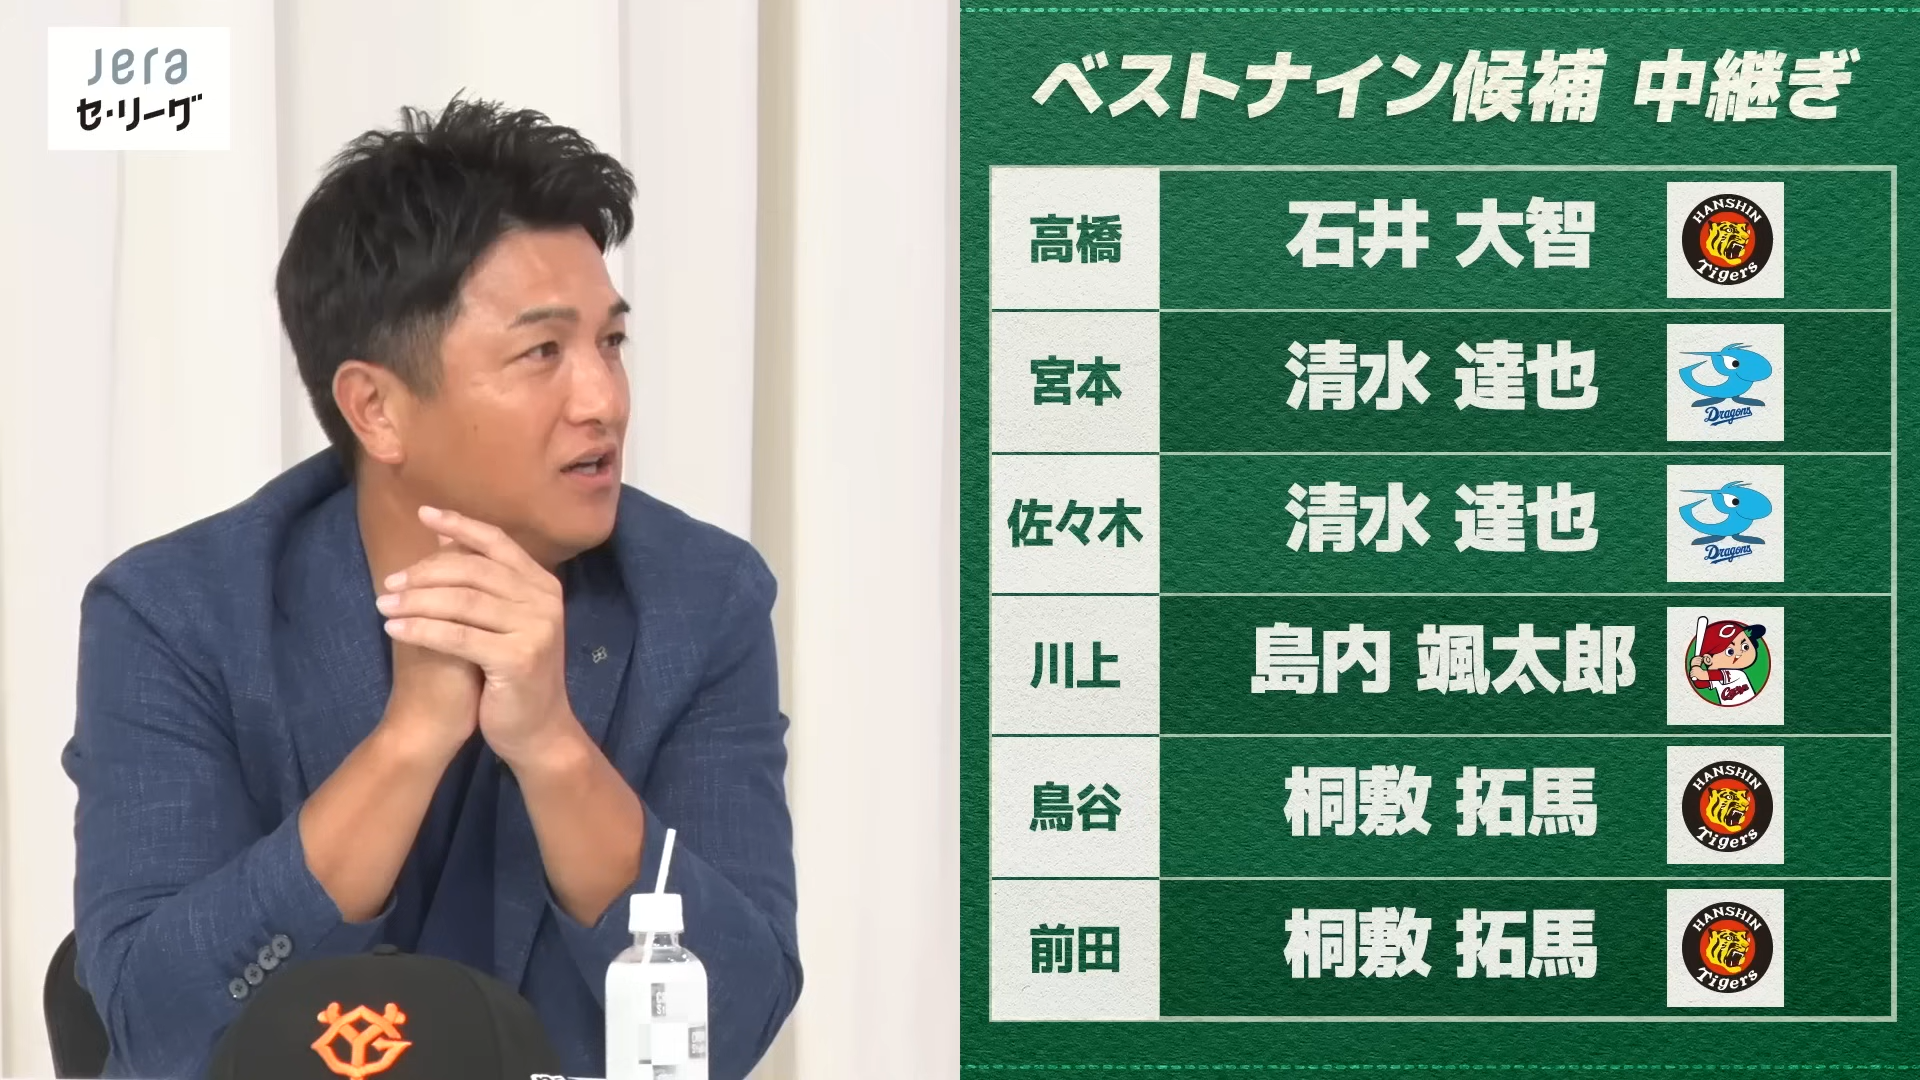 Jera
セ・リーグ
ベストナイン候補 中継ぎ
高橋 石井 大智 HANSHIN Tigers
宮本 清水 達也 Dragons
佐々木 清水 達也 Dragons
川上 島内 颯太郎 Carp
鳥谷 桐敷 拓馬 HANSHIN Tigers
前田 桐敷 拓馬 HANSHIN Tigers